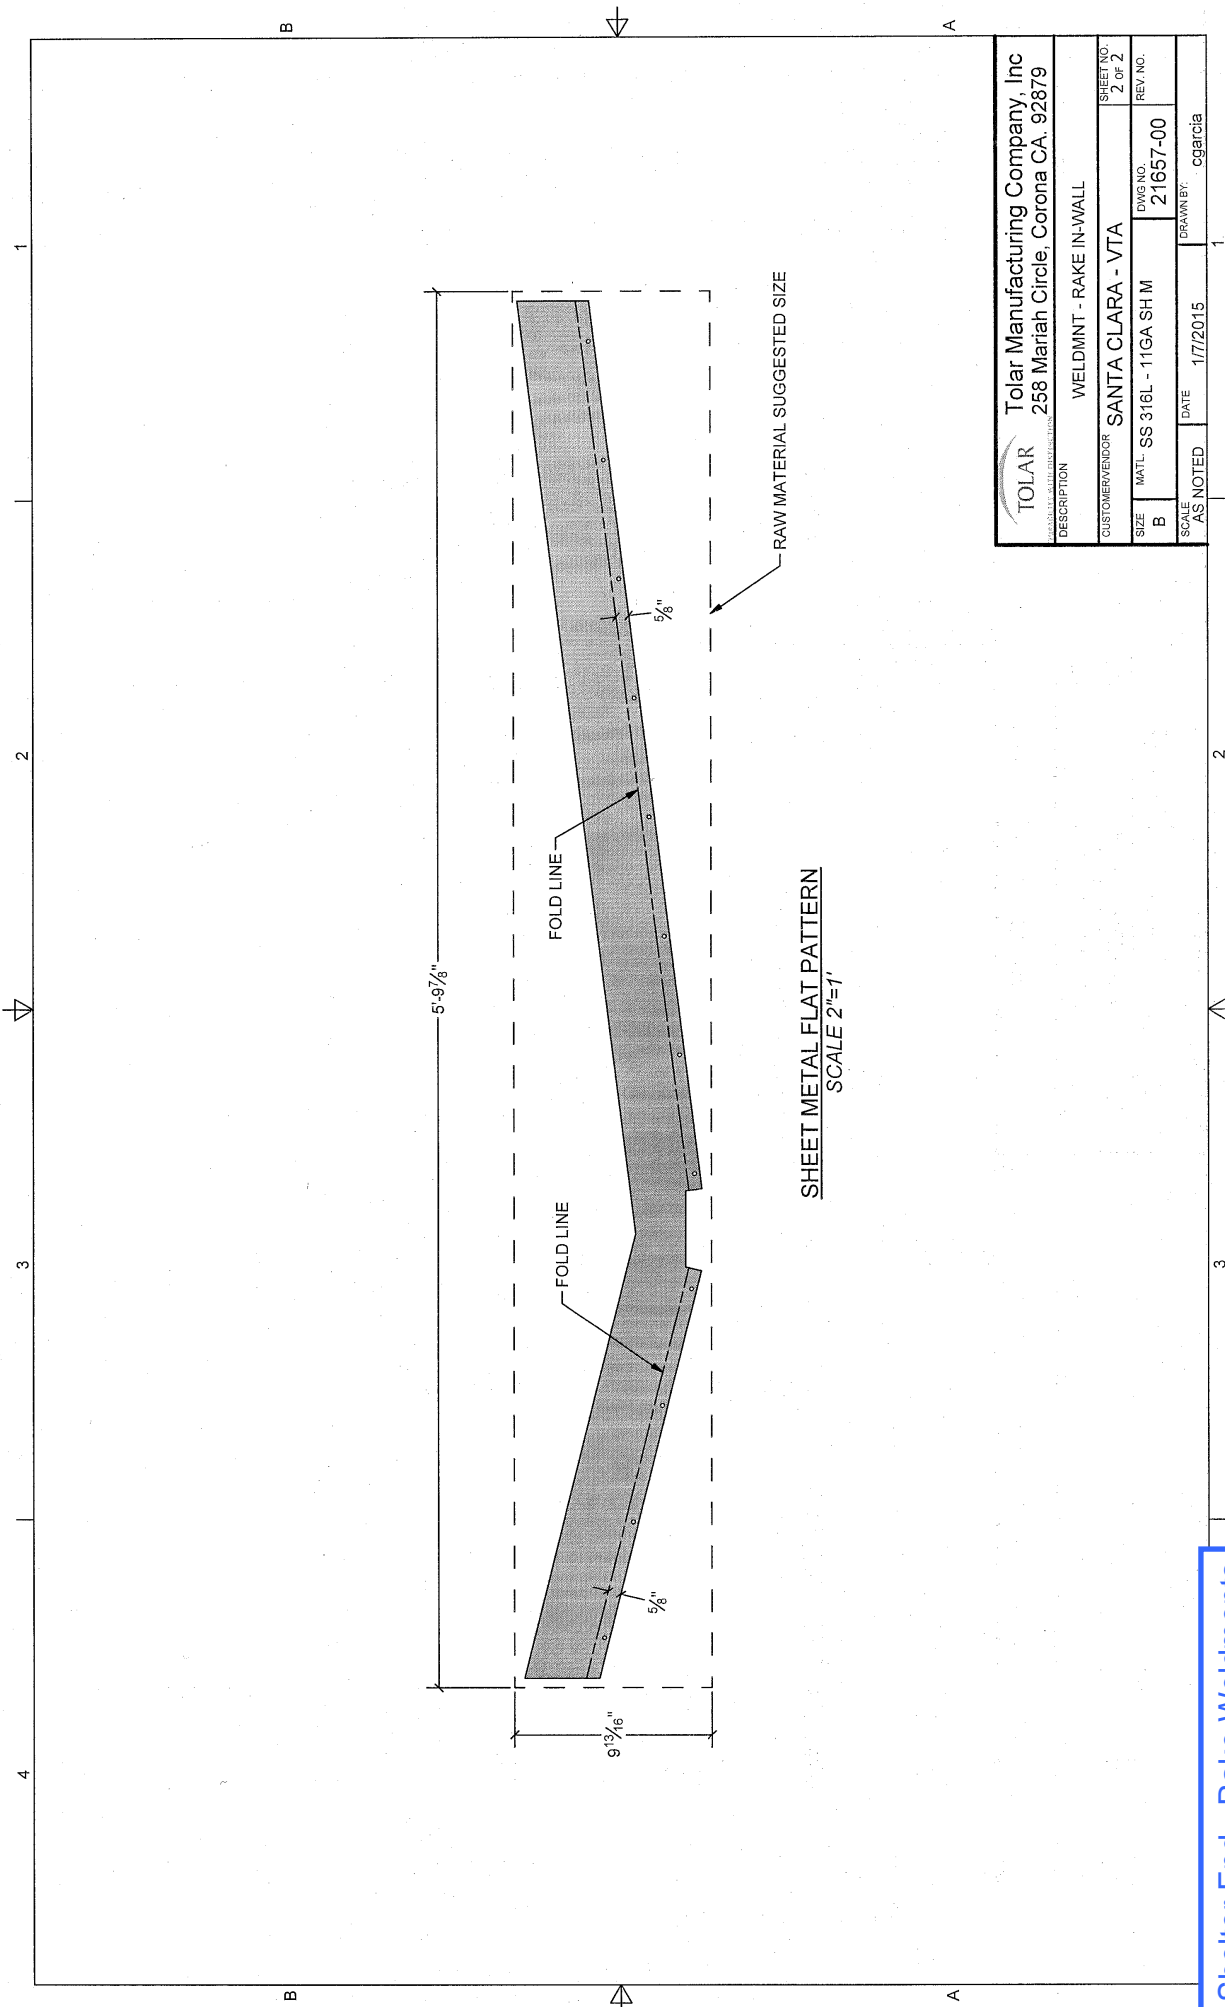 4
3
2
1
B
B
A
A
5'-9⅞"
9 13/16"
FOLD LINE
FOLD LINE
⅝"
⅝"
RAW MATERIAL SUGGESTED SIZE
SHEET METAL FLAT PATTERN
SCALE 2"=1'
TOLAR
Tolar Manufacturing Company, Inc
258 Mariah Circle, Corona CA. 92879
DESCRIPTION
WELDMNT - RAKE IN-WALL
CUSTOMER/VENDOR
SANTA CLARA - VTA
SHEET NO.
2 OF 2
SIZE
B
MATL. SS 316L - 11GA SH M
DWG NO.
21657-00
REV. NO.
SCALE
AS NOTED
DATE
1/7/2015
DRAWN BY:
cgarcia
3
2
1